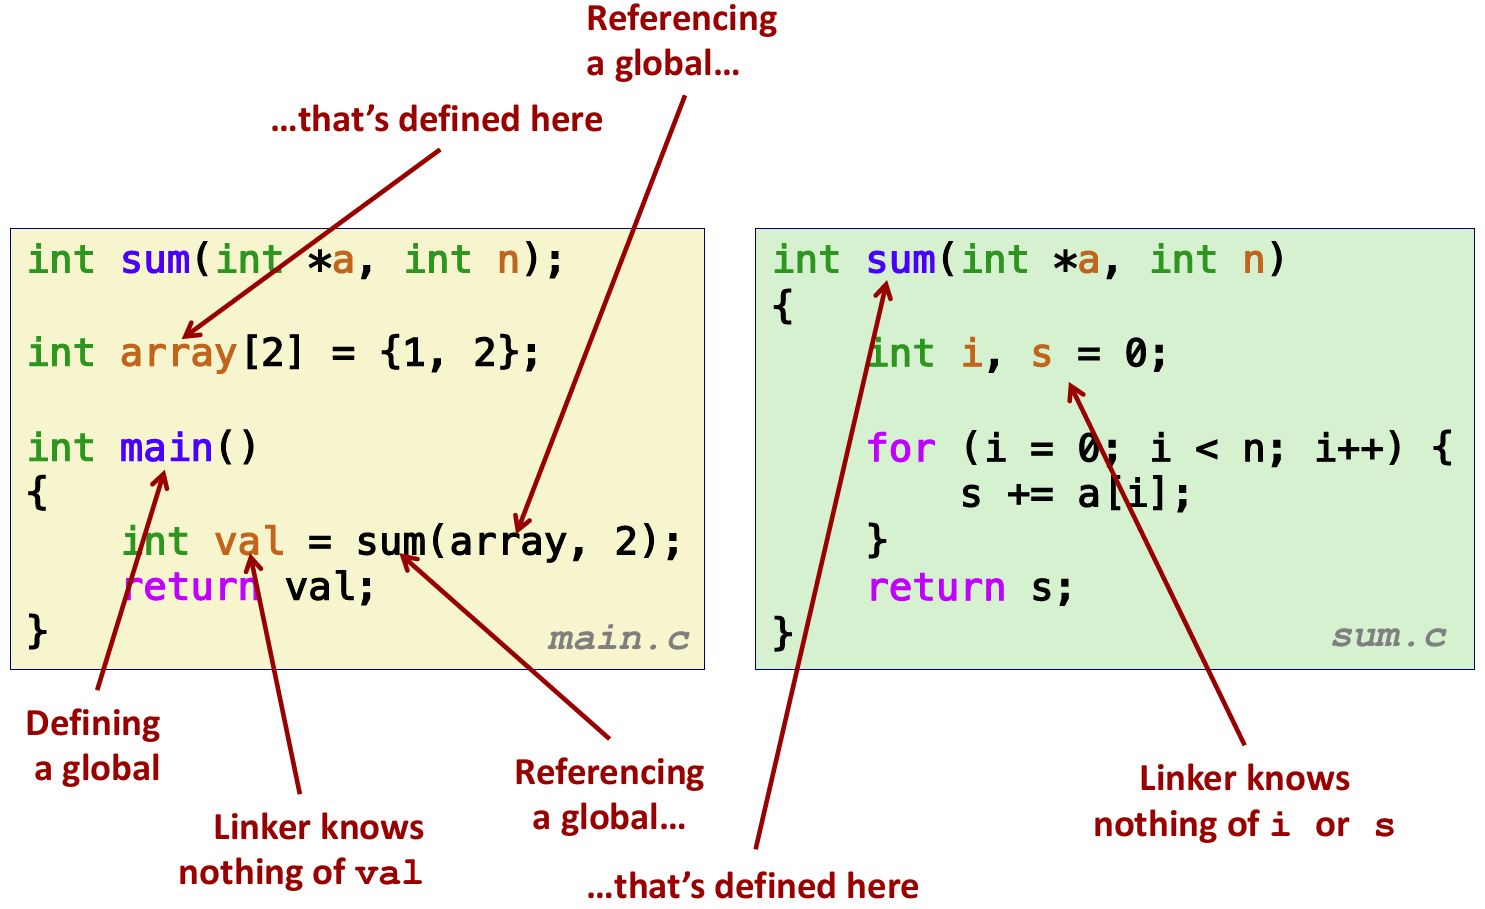 Referencing
a global…
…that’s defined here
int sum(int *a, int n);
int array[2] = {1, 2};
int main()
{
    int val = sum(array, 2);
    return val;
}
main.c
int sum(int *a, int n)
{
    int i, s = 0;
    for (i = 0; i < n; i++) {
        s += a[i];
    }
    return s;
}
sum.c
Defining
a global
Linker knows
nothing of val
Referencing
a global…
…that’s defined here
Linker knows
nothing of i or s